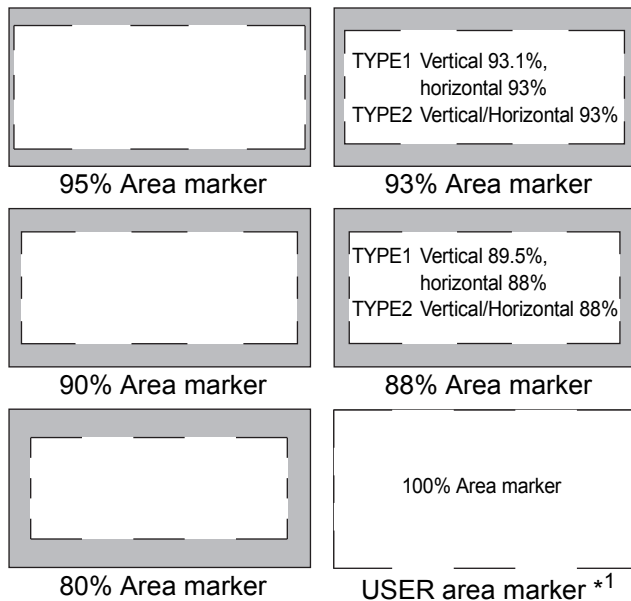 TYPE1 Vertical 93.1%,
horizontal 93%
TYPE2 Vertical/Horizontal 93%
95% Area marker
93% Area marker
TYPE1 Vertical 89.5%,
horizontal 88%
TYPE2 Vertical/Horizontal 88%
90% Area marker
88% Area marker
100% Area marker
80% Area marker
USER area marker *1